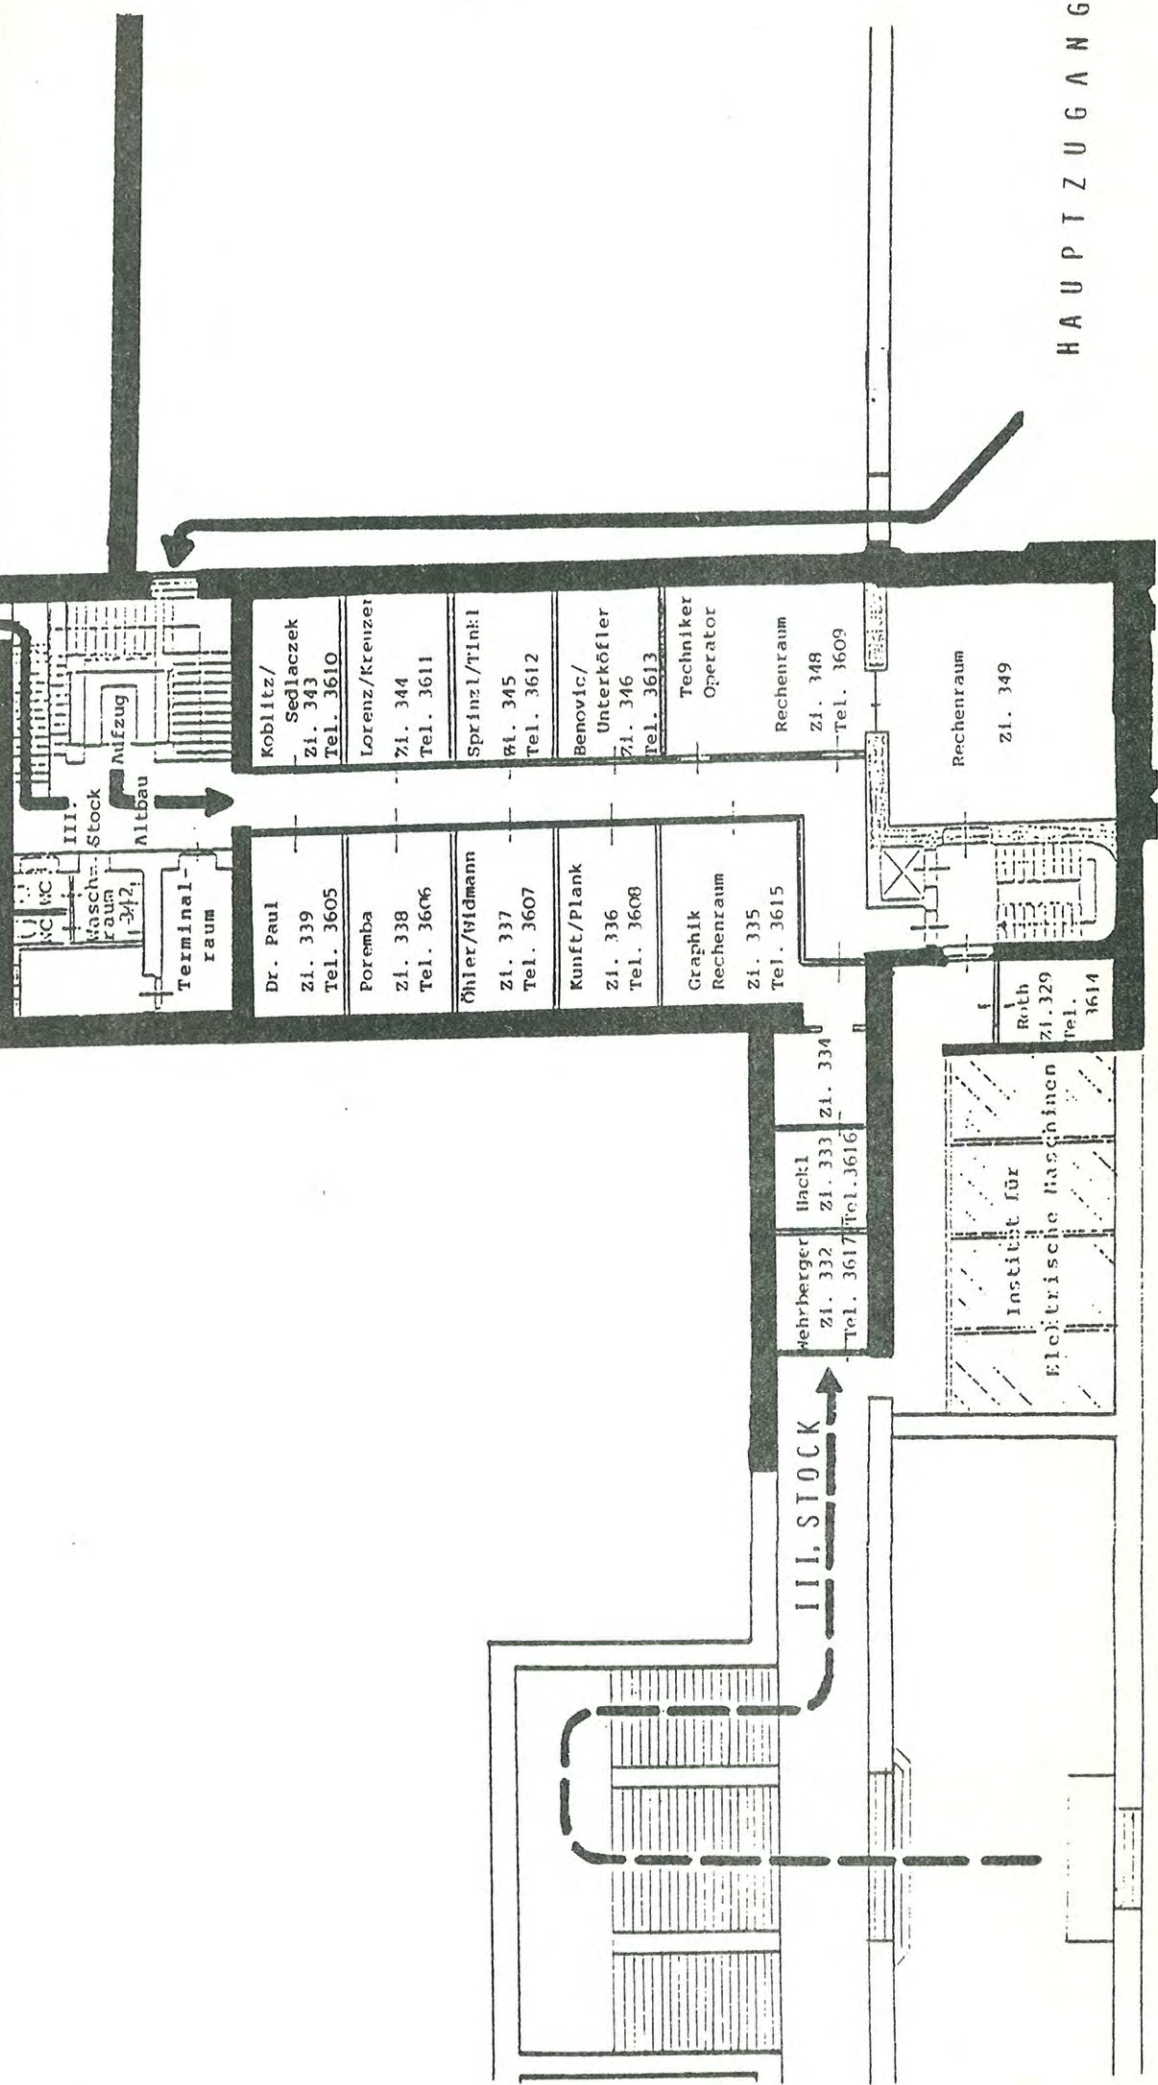 HAUPTZUGANG
III.
Stock
Altbau
Aufzug
WC
WC
Wasch-
raum
342
Terminal-
raum
Koblitz/
Sedlaczek
Zi. 343
Tel. 3610
Lorenz/Kreuzer
Zi. 344
Tel. 3611
Sprinzl/Tinkl
Zi. 345
Tel. 3612
Benovic/
Unterköfler
Zi. 346
Tel. 3613
Techniker
Operator
Rechenraum
Zi. 348
Tel. 3609
Rechenraum
Zi. 349
Dr. Paul
Zi. 339
Tel. 3605
Poremba
Zi. 338
Tel. 3606
Öhler/Widmann
Zi. 337
Tel. 3607
Kunft/Plank
Zi. 336
Tel. 3608
Graphik
Rechenraum
Zi. 335
Tel. 3615
Roth
Zi.329
Tel.
3614
Zi. 334
Hackl
Zi. 333
Tel.3616
Wehrberger
Zi. 332
Tel. 3617
Institut für
Elektrische Maschinen
III. STOCK